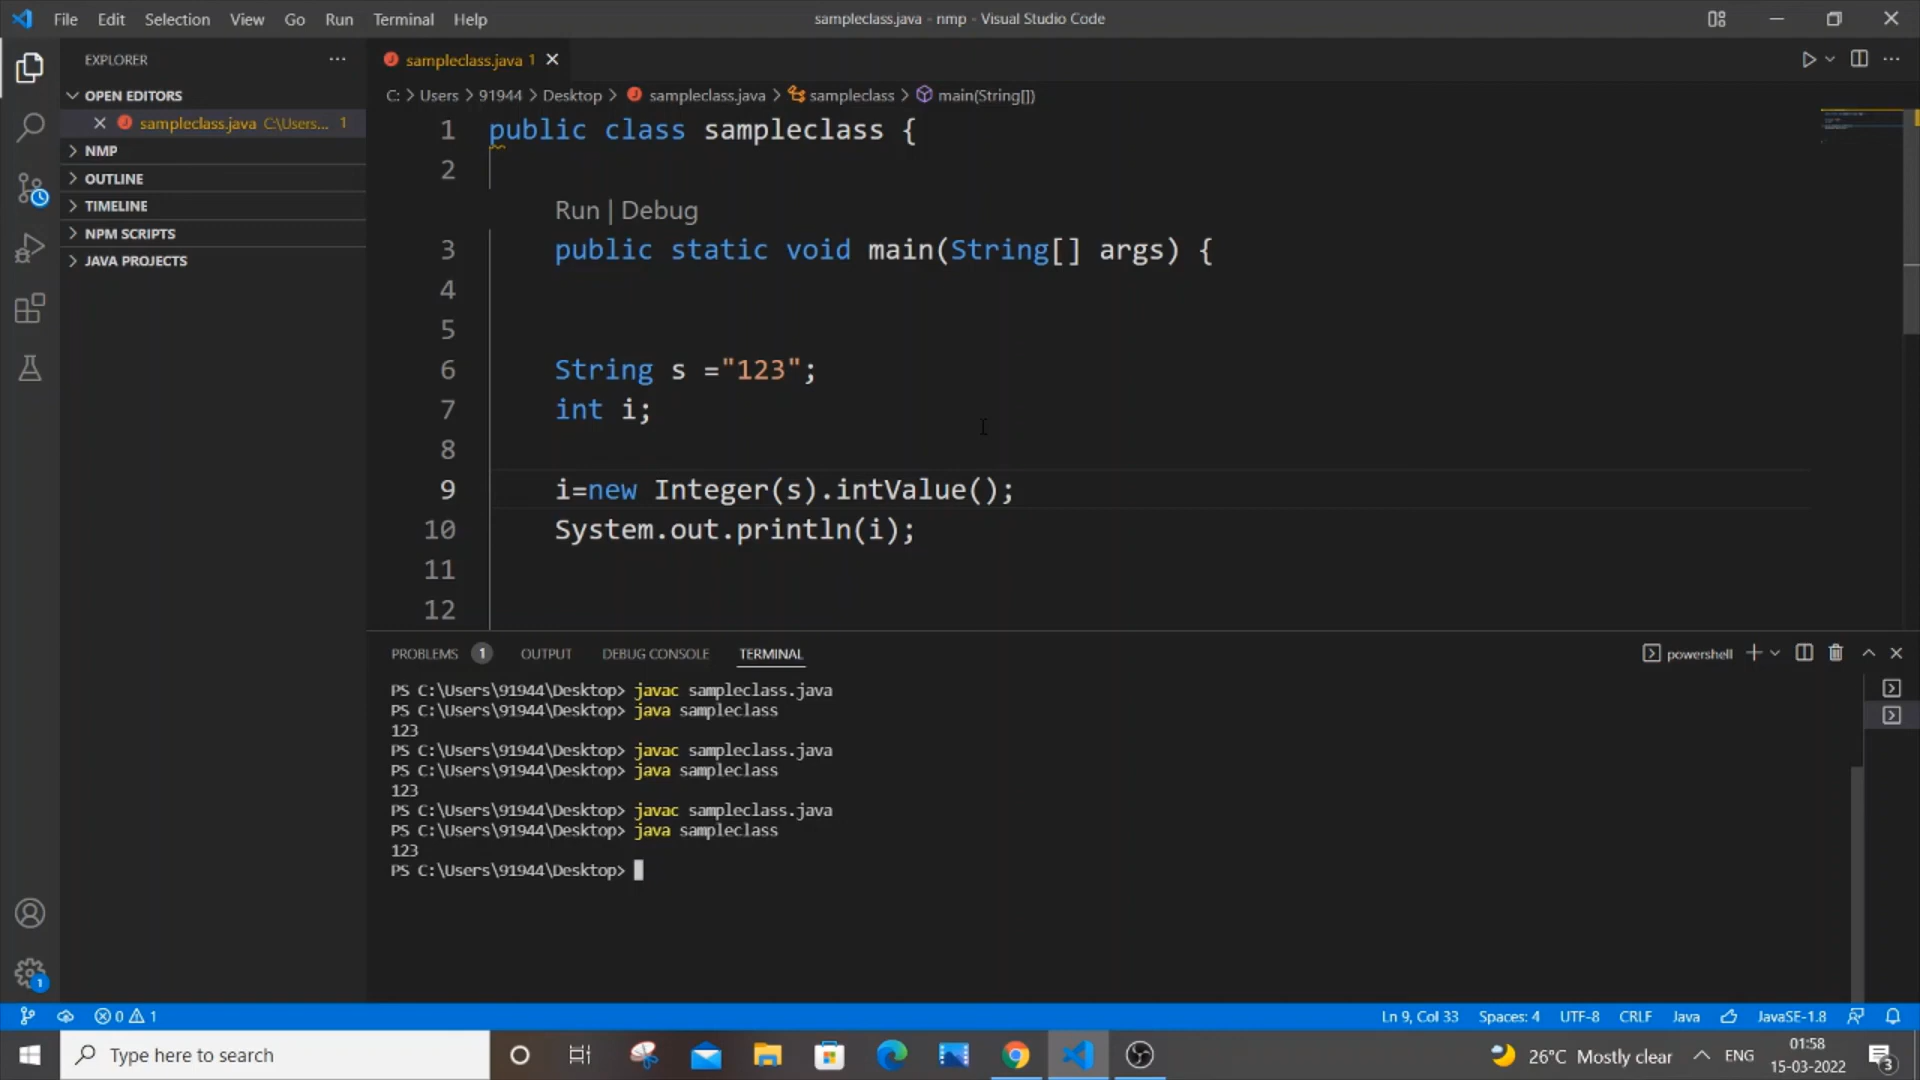 File Edit Selection View Go Run Terminal Help
sampleclass.java - nmp - Visual Studio Code
EXPLORER
OPEN EDITORS
sampleclass.java C:\Users... 1
NMP
OUTLINE
TIMELINE
NPM SCRIPTS
JAVA PROJECTS
sampleclass.java 1
C: > Users > 91944 > Desktop > sampleclass.java > sampleclass > main(String[])
1 public class sampleclass {
2
Run | Debug
3 public static void main(String[] args) {
4
5
6 String s ="123";
7 int i;
8
9 i=new Integer(s).intValue();
10 System.out.println(i);
11
12
PROBLEMS 1 OUTPUT DEBUG CONSOLE TERMINAL
powershell
PS C:\Users\91944\Desktop> javac sampleclass.java
PS C:\Users\91944\Desktop> java sampleclass
123
PS C:\Users\91944\Desktop> javac sampleclass.java
PS C:\Users\91944\Desktop> java sampleclass
123
PS C:\Users\91944\Desktop> javac sampleclass.java
PS C:\Users\91944\Desktop> java sampleclass
123
PS C:\Users\91944\Desktop>
1
0 1
Ln 9, Col 33 Spaces: 4 UTF-8 CRLF Java JavaSE-1.8
Type here to search
26°C Mostly clear
ENG
01:58
15-03-2022
3